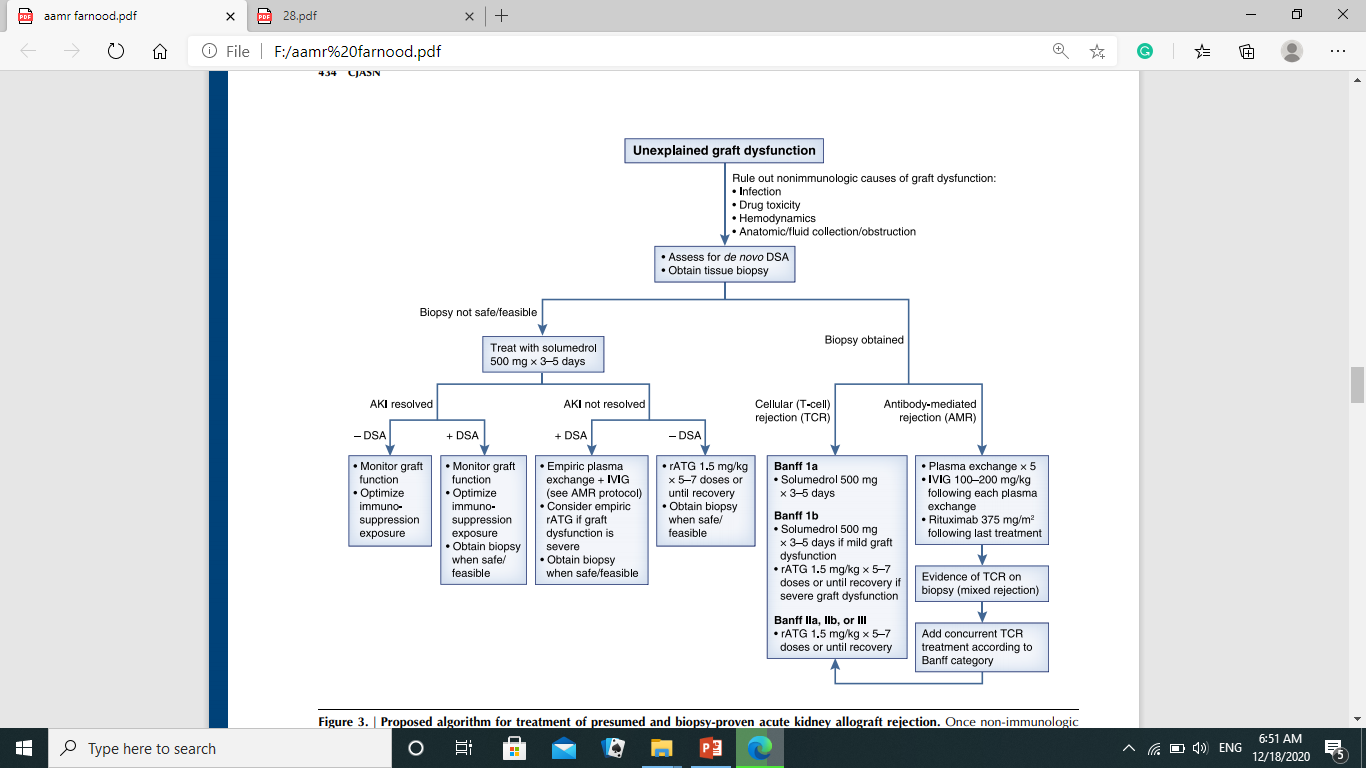 aamr farnood.pdf
28.pdf
File
F:/aamr%20farnood.pdf
434 CJASN
Unexplained graft dysfunction
Rule out nonimmunologic causes of graft dysfunction:
• Infection
• Drug toxicity
• Hemodynamics
• Anatomic/fluid collection/obstruction
• Assess for de novo DSA
• Obtain tissue biopsy
Biopsy not safe/feasible
Biopsy obtained
Treat with solumedrol
500 mg × 3–5 days
AKI resolved
AKI not resolved
Cellular (T-cell)
rejection (TCR)
Antibody-mediated
rejection (AMR)
– DSA
+ DSA
+ DSA
– DSA
• Monitor graft
function
• Optimize
immuno-
suppression
exposure
• Monitor graft
function
• Optimize
immuno-
suppression
exposure
• Obtain biopsy
when safe/
feasible
• Empiric plasma
exchange + IVIG
(see AMR protocol)
• Consider empiric
rATG if graft
dysfunction is
severe
• Obtain biopsy
when safe/feasible
• rATG 1.5 mg/kg
× 5–7 doses or
until recovery
• Obtain biopsy
when safe/
feasible
Banff 1a
• Solumedrol 500 mg
× 3–5 days
Banff 1b
• Solumedrol 500 mg
× 3–5 days if mild graft
dysfunction
• rATG 1.5 mg/kg × 5–7
doses or until recovery if
severe graft dysfunction
Banff IIa, IIb, or III
• rATG 1.5 mg/kg × 5–7
doses or until recovery
• Plasma exchange × 5
• IVIG 100–200 mg/kg
following each plasma
exchange
• Rituximab 375 mg/m²
following last treatment
Evidence of TCR on
biopsy (mixed rejection)
Add concurrent TCR
treatment according to
Banff category
Figure 3. | Proposed algorithm for treatment of presumed and biopsy-proven acute kidney allograft rejection. Once non-immunologic
Type here to search
ENG
6:51 AM
12/18/2020
5